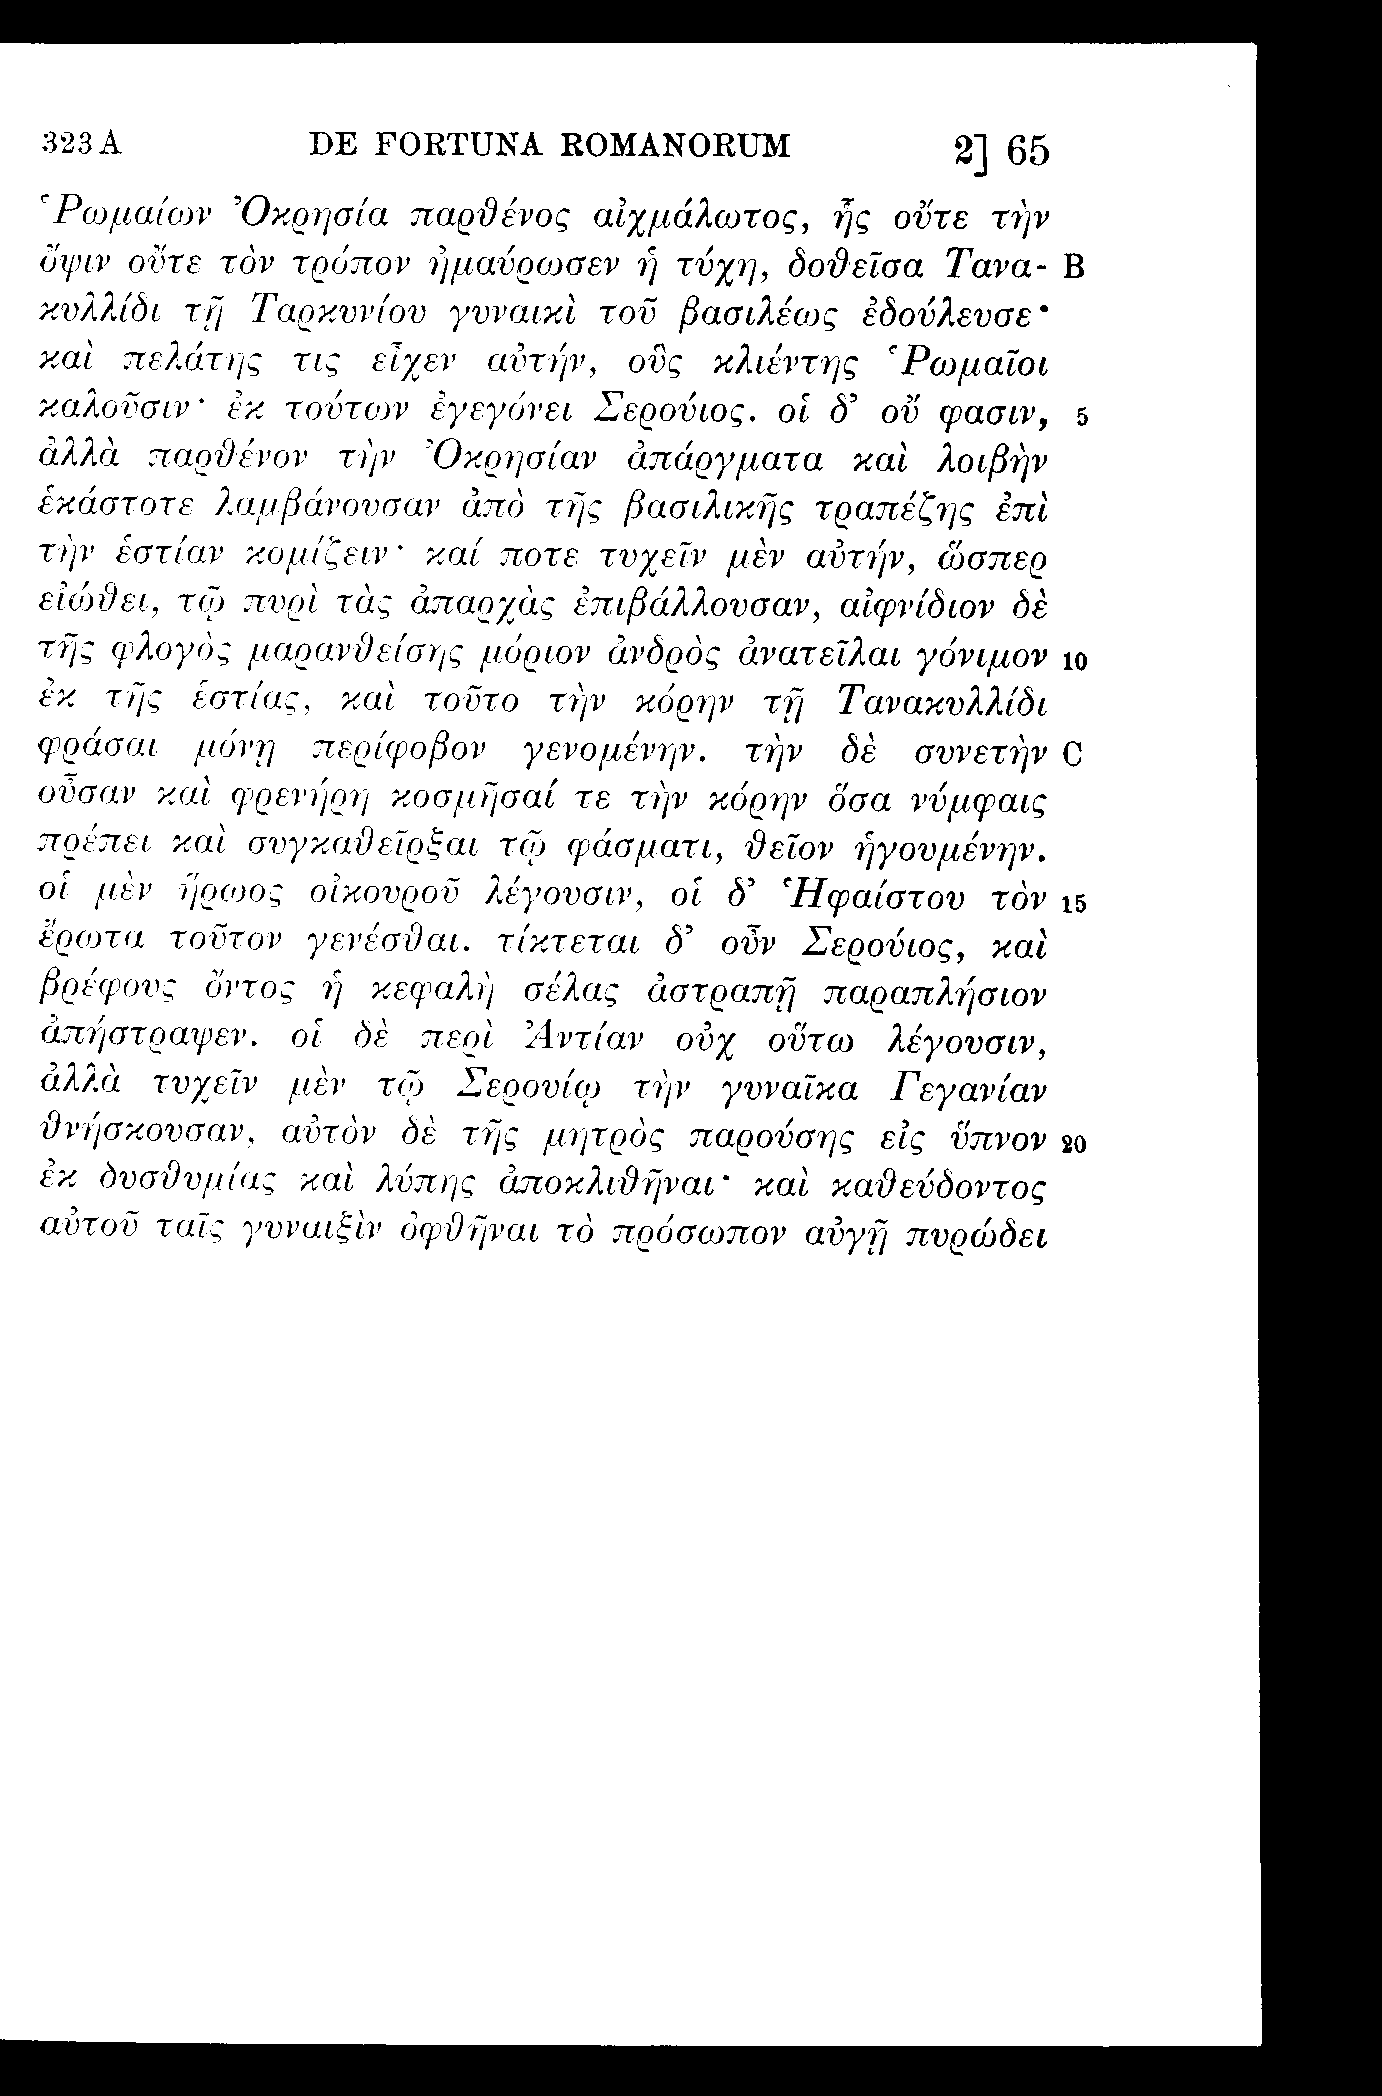 323 A DE FORTUNA ROMANORUM 2] 65
Ῥωμαίων Ὀκρησία παρθένος αἰχμάλωτος, ἧς οὔτε τὴν
ὄψιν οὔτε τὸν τρόπον ἠμαύρωσεν ἡ τύχη, δοθεῖσα Τανα- B
κυλλίδι τῇ Ταρκυνίου γυναικὶ τοῦ βασιλέως ἐδούλευσε·
καὶ πελάτης τις εἶχεν αὐτήν, οὓς κλιέντης Ῥωμαῖοι
καλοῦσιν· ἐκ τούτων ἐγεγόνει Σερούιος. οἱ δ’ οὔ φασιν, 5
ἀλλὰ παρθένον τὴν Ὀκρησίαν ἀπάργματα καὶ λοιβὴν
ἑκάστοτε λαμβάνουσαν ἀπὸ τῆς βασιλικῆς τραπέζης ἐπὶ
τὴν ἑστίαν κομίζειν· καί ποτε τυχεῖν μὲν αὐτήν, ὥσπερ
εἰώθει, τῷ πυρὶ τὰς ἀπαρχὰς ἐπιβάλλουσαν, αἰφνίδιον δὲ
τῆς φλογὸς μαρανθείσης μόριον ἀνδρὸς ἀνατεῖλαι γόνιμον 10
ἐκ τῆς ἑστίας, καὶ τοῦτο τὴν κόρην τῇ Τανακυλλίδι
φράσαι μόνῃ περίφοβον γενομένην. τὴν δὲ συνετὴν C
οὖσαν καὶ φρενήρη κοσμῆσαί τε τὴν κόρην ὅσα νύμφαις
πρέπει καὶ συγκαθεῖρξαι τῷ φάσματι, θεῖον ἡγουμένην.
οἱ μὲν ἥρωος οἰκουροῦ λέγουσιν, οἱ δ’ Ἡφαίστου τὸν 15
ἔρωτα τοῦτον γενέσθαι. τίκτεται δ’ οὖν Σερούιος, καὶ
βρέφους ὄντος ἡ κεφαλὴ σέλας ἀστραπῇ παραπλήσιον
ἀπήστραψεν. οἱ δὲ περὶ Ἀντίαν οὐχ οὕτω λέγουσιν,
ἀλλὰ τυχεῖν μὲν τῷ Σερουίῳ τὴν γυναῖκα Γεγανίαν
θνήσκουσαν, αὐτὸν δὲ τῆς μητρὸς παρούσης εἰς ὕπνον 20
ἐκ δυσθυμίας καὶ λύπης ἀποκλιθῆναι· καὶ καθεύδοντος
αὐτοῦ ταῖς γυναιξὶν ὀφθῆναι τὸ πρόσωπον αὐγῇ πυρώδει